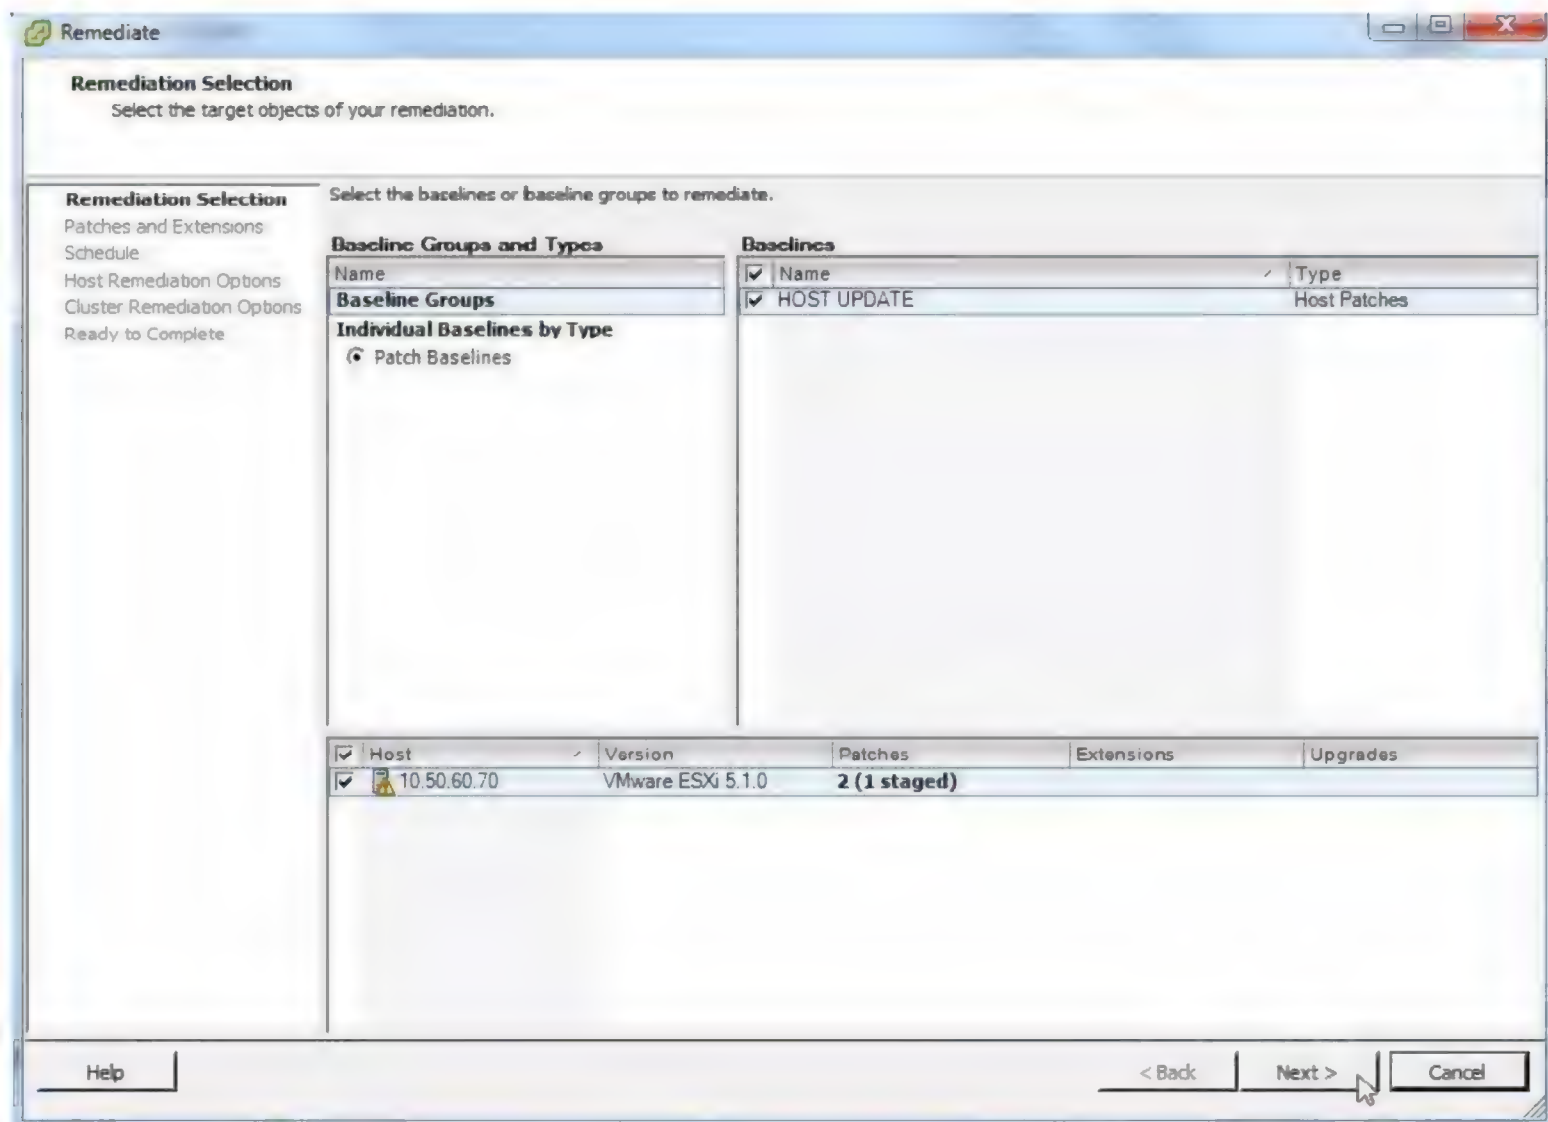 Remediate
Remediation Selection
Select the target objects of your remediation.
Remediation Selection
Patches and Extensions
Schedule
Host Remediation Options
Cluster Remediation Options
Ready to Complete
Select the baselines or baseline groups to remediate.
Baseline Groups and Types
Name
Baseline Groups
Individual Baselines by Type
Patch Baselines
Baselines
Name Type
HOST UPDATE Host Patches
Host Version Patches Extensions Upgrades
10.50.60.70 VMware ESXi 5.1.0 2 (1 staged)
Help < Back Next > Cancel